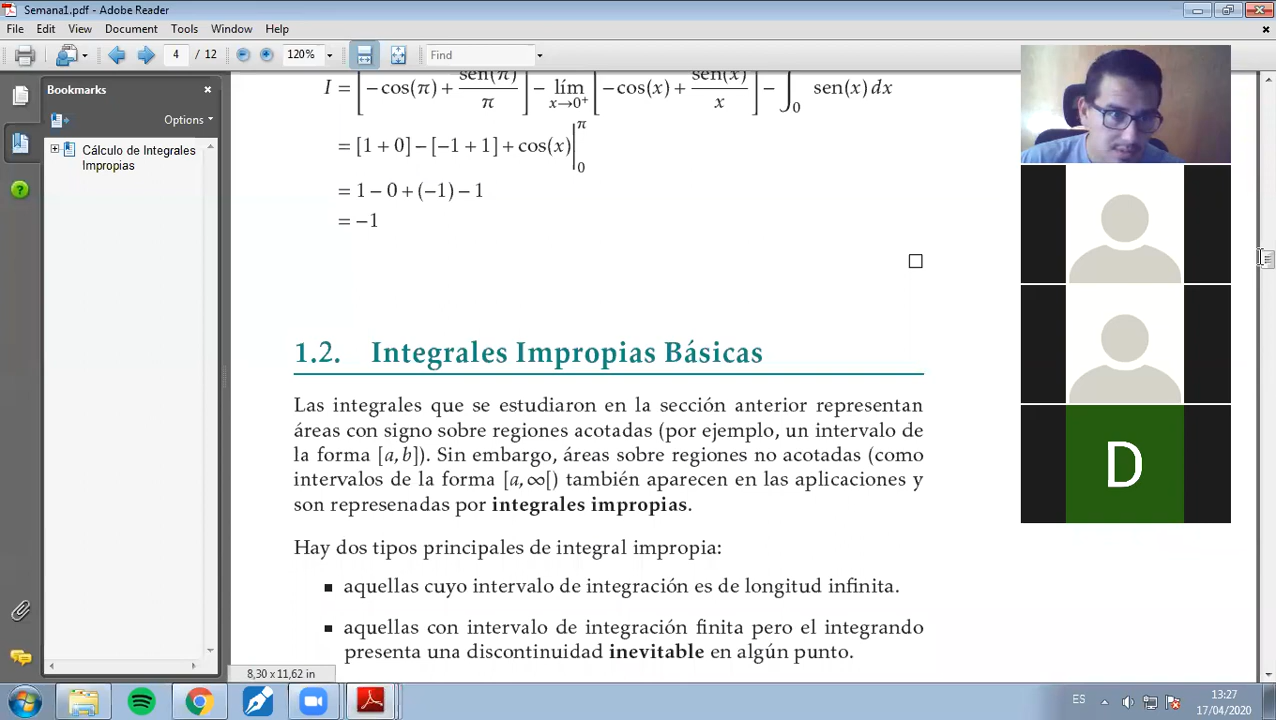 Semana1.pdf - Adobe Reader
File Edit View Document Tools Window Help
4 / 12 120% Find
Bookmarks
Options
Cálculo de Integrales
Impropias
I = [−cos(π) + sen(π)/π] − lím x→0⁺ [−cos(x) + sen(x)/x] − ∫₀ sen(x) dx
= [1 + 0] − [−1 + 1] + cos(x)|₀^π
= 1 − 0 + (−1) − 1
= −1
□
1.2. Integrales Impropias Básicas
Las integrales que se estudiaron en la sección anterior representan
áreas con signo sobre regiones acotadas (por ejemplo, un intervalo de
la forma [a, b]). Sin embargo, áreas sobre regiones no acotadas (como
intervalos de la forma [a, ∞[) también aparecen en las aplicaciones y
son represenadas por integrales impropias.
Hay dos tipos principales de integral impropia:
▪ aquellas cuyo intervalo de integración es de longitud infinita.
▪ aquellas con intervalo de integración finita pero el integrando
presenta una discontinuidad inevitable en algún punto.
8,30 x 11,62 in
D
ES
13:27
17/04/2020